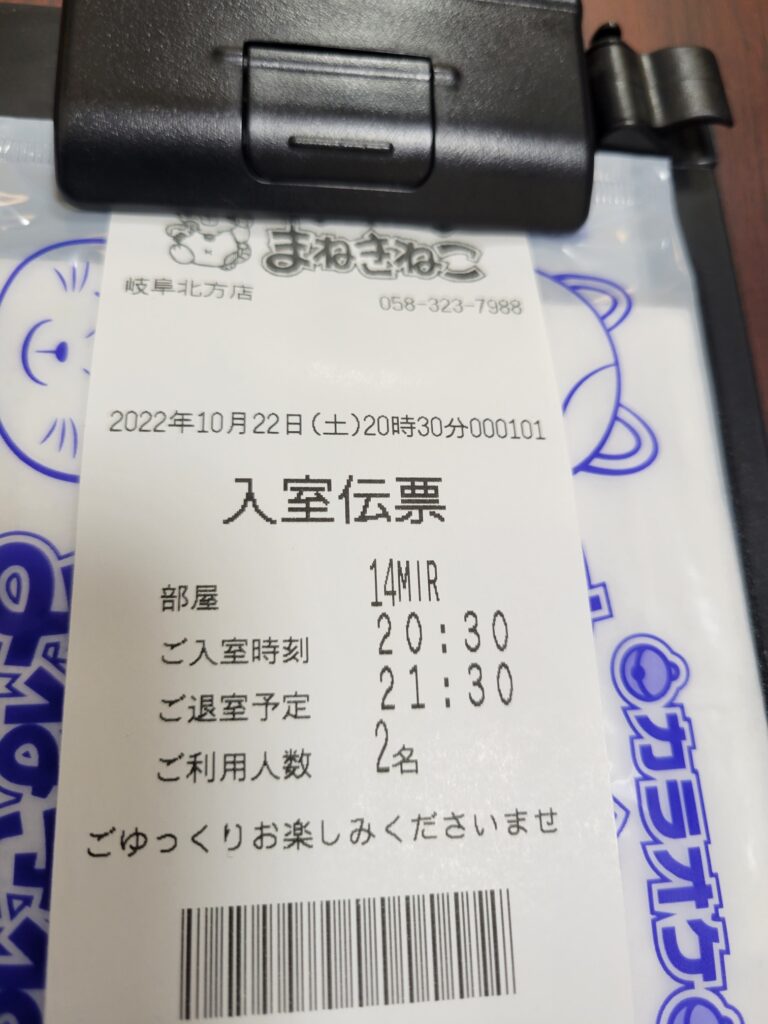 まねきねこ
岐阜北方店
058-323-7988
2022年10月22日(土)20時30分000101
入室伝票
部屋 14MIR
ご入室時刻 20:30
ご退室予定 21:30
ご利用人数 2名
ごゆっくりお楽しみくださいませ
カラオケ